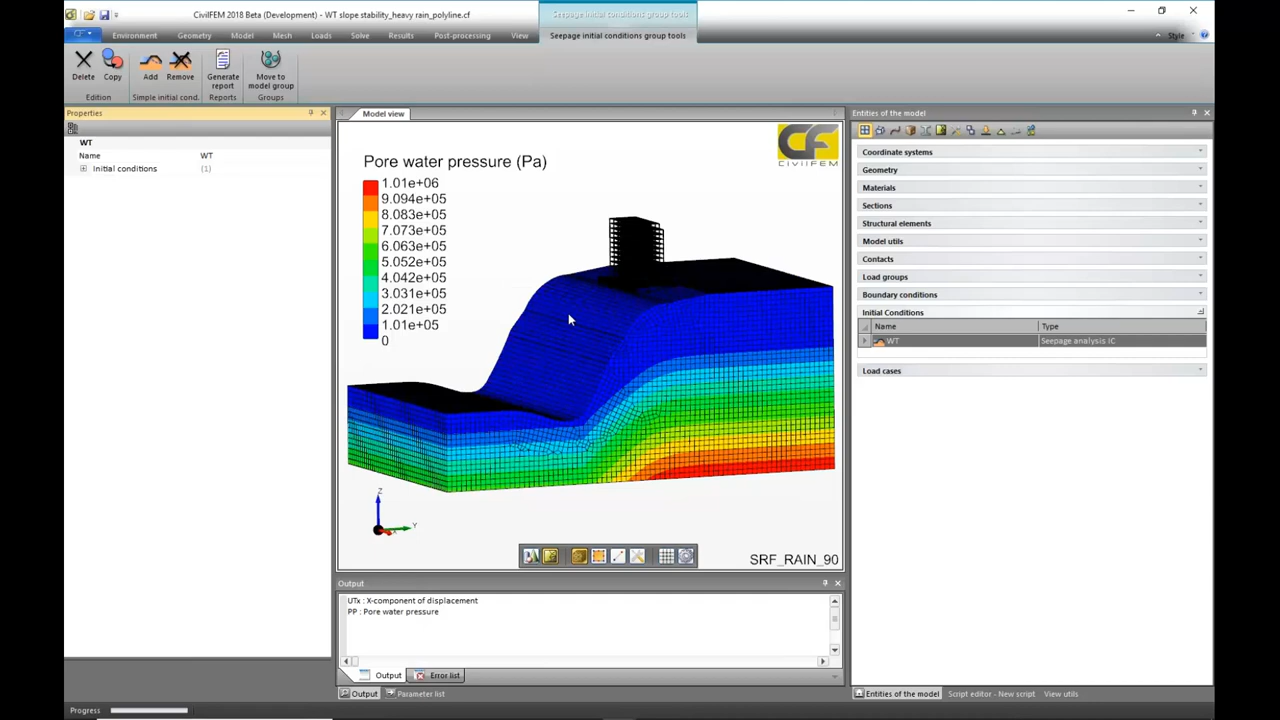 CivilFEM 2018 Beta (Development) - WT slope stability_heavy rain_polyline.cf
Seepage initial conditions group tools
CF
Environment
Geometry
Model
Mesh
Loads
Solve
Results
Post-processing
View
Seepage initial conditions group tools
Style
Delete
Copy
Add
Remove
Generate report
Move to model group
Edition
Simple initial cond.
Reports
Groups
Properties
WT
Name WT
Initial conditions (1)
Model view
CF
CIVILFEM
Pore water pressure (Pa)
1.01e+06
9.094e+05
8.083e+05
7.073e+05
6.063e+05
5.052e+05
4.042e+05
3.031e+05
2.021e+05
1.01e+05
0
Z
Y
X
SRF_RAIN_90
Output
UTx : X-component of displacement
PP : Pore water pressure
Output
Error list
Output
Parameter list
Entities of the model
Coordinate systems
Geometry
Materials
Sections
Structural elements
Model utils
Contacts
Load groups
Boundary conditions
Initial Conditions
Name Type
WT Seepage analysis IC
Load cases
Entities of the model
Script editor - New script
View utils
Progress